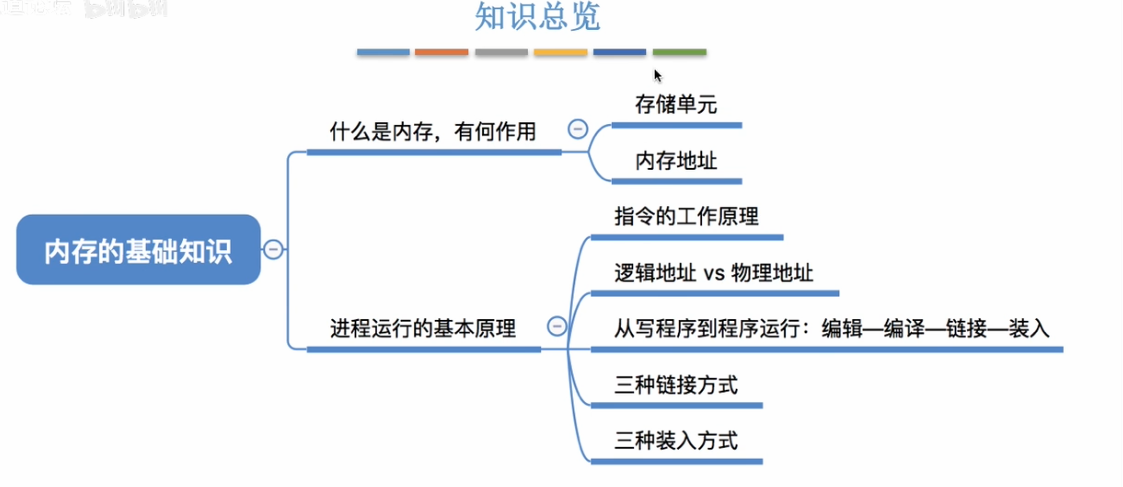 知识总览
什么是内存，有何作用
存储单元
内存地址
内存的基础知识
进程运行的基本原理
指令的工作原理
逻辑地址 vs 物理地址
从写程序到程序运行：编辑—编译—链接—装入
三种链接方式
三种装入方式